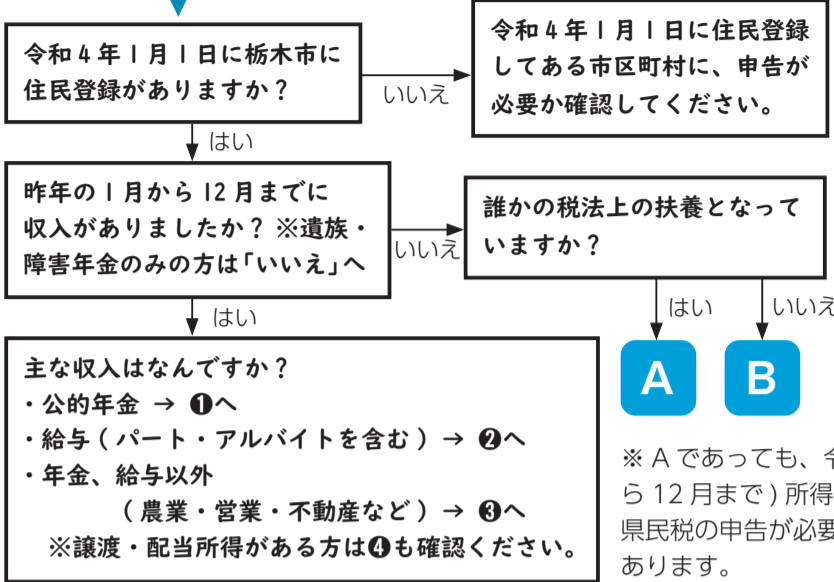 令和4年1月1日に栃木市に
住民登録がありますか？
いいえ
令和4年1月1日に住民登録
してある市区町村に、申告が
必要か確認してください。
はい
昨年の1月から12月までに
収入がありましたか？※遺族・
障害年金のみの方は「いいえ」へ
いいえ
誰かの税法上の扶養となって
いますか？
はい
いいえ
A
B
はい
主な収入はなんですか？
・公的年金 → ❶へ
・給与(パート・アルバイトを含む) → ❷へ
・年金、給与以外
(農業・営業・不動産など) → ❸へ
※譲渡・配当所得がある方は❹も確認ください。
※Aであっても、
ら12月まで)所得
県民税の申告が必要
あります。